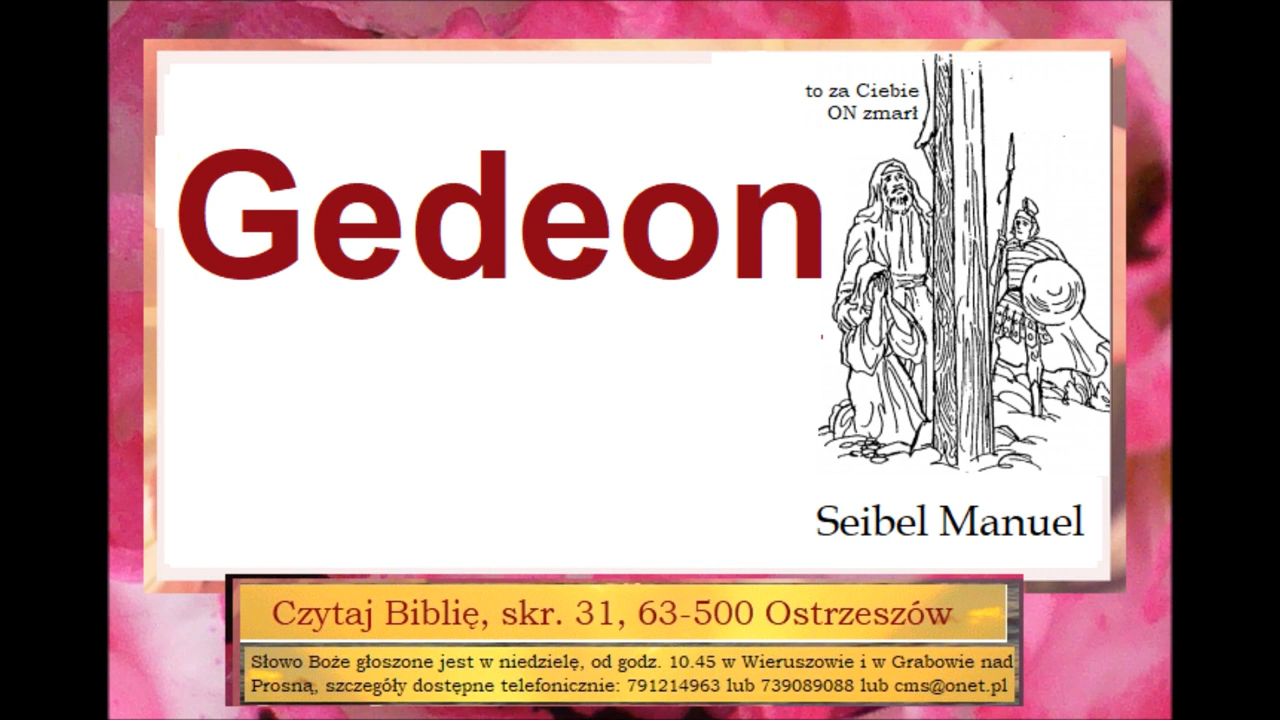 to za Ciebie
ON zmarł
Gedeon
Seibel Manuel
Czytaj Biblię, skr. 31, 63-500 Ostrzeszów
Słowo Boże głoszone jest w niedzielę, od godz. 10.45 w Wieruszowie i w Grabowie nad
Prosną, szczegóły dostępne telefonicznie: 791214963 lub 739089088 lub cms@onet.pl